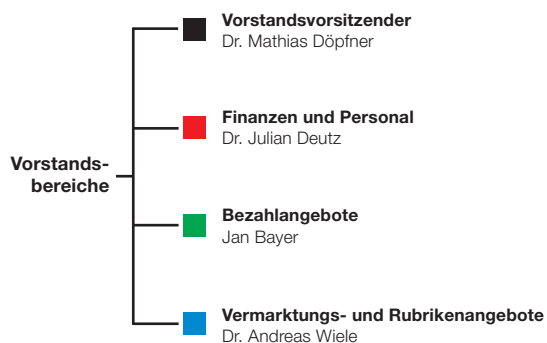 Vorstandsvorsitzender
Dr. Mathias Döpfner
Finanzen und Personal
Dr. Julian Deutz
Vorstands-
bereiche
Bezahlangebote
Jan Bayer
Vermarktungs- und Rubrikenangebote
Dr. Andreas Wiele